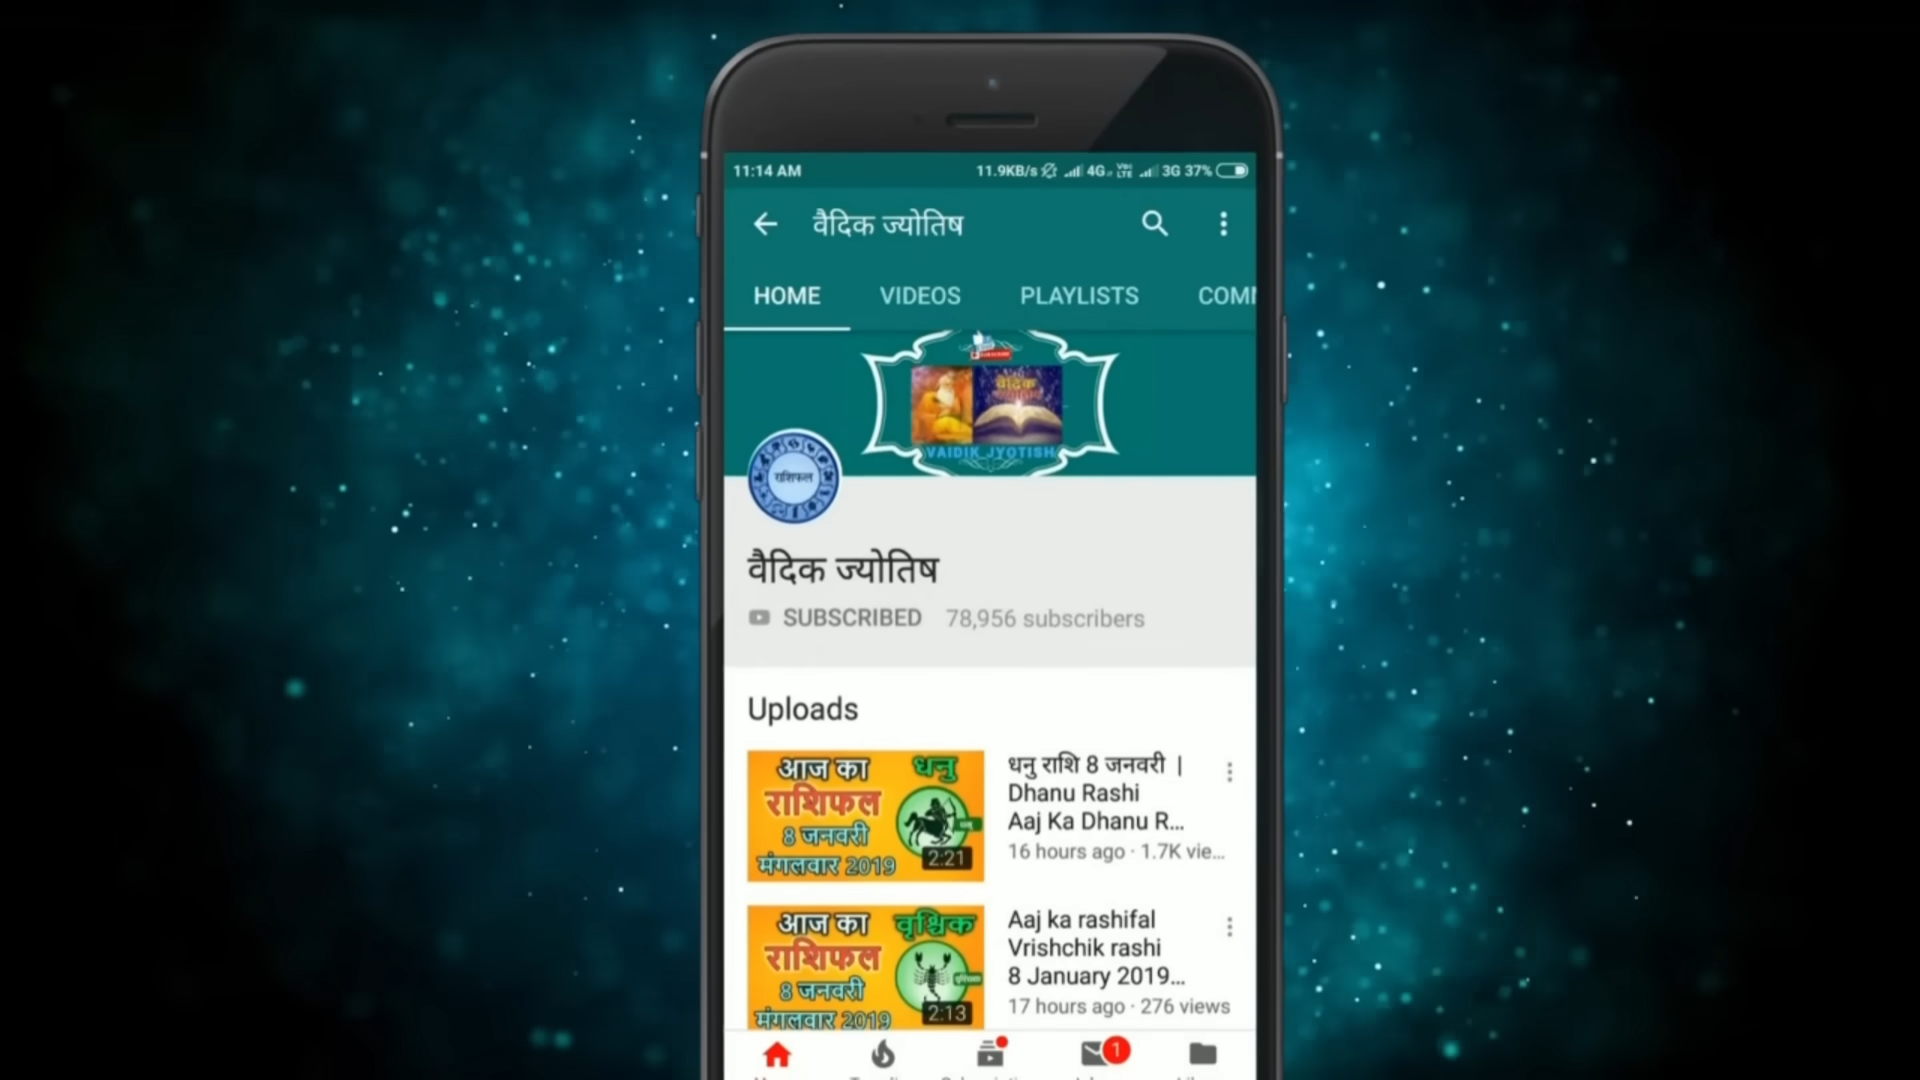 11:14 AM 11.9KB/s 4G VoLTE 3G 37%
वैदिक ज्योतिष
HOME VIDEOS PLAYLISTS COMM
वैदिक
VAIDIK JYOTISH
राशिफल
वैदिक ज्योतिष
SUBSCRIBED 78,956 subscribers
Uploads
आज का धनु
राशिफल
8 जनवरी
मंगलवार 2019
2:21
धनु राशि 8 जनवरी |
Dhanu Rashi
Aaj Ka Dhanu R...
16 hours ago · 1.7K vie...
आज का वृश्चिक
राशिफल
8 जनवरी
मंगलवार 2019
2:13
Aaj ka rashifal
Vrishchik rashi
8 January 2019...
17 hours ago · 276 views
1